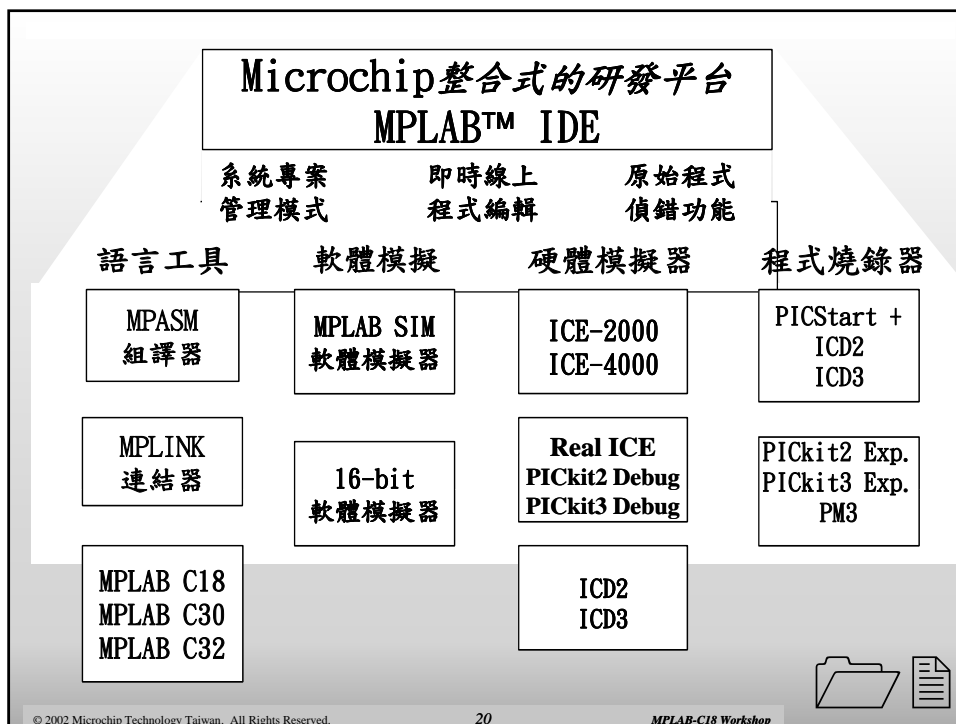 Microchip整合式的研發平台
MPLAB™ IDE
系統專案
管理模式
即時線上
程式編輯
原始程式
偵錯功能
語言工具
MPASM
組譯器
MPLINK
連結器
MPLAB C18
MPLAB C30
MPLAB C32
軟體模擬
MPLAB SIM
軟體模擬器
16-bit
軟體模擬器
硬體模擬器
ICE-2000
ICE-4000
Real ICE
PICkit2 Debug
PICkit3 Debug
ICD2
ICD3
程式燒錄器
PICStart +
ICD2
ICD3
PICkit2 Exp.
PICkit3 Exp.
PM3
© 2002 Microchip Technology Taiwan. All Rights Reserved.
20
MPLAB-C18 Workshop